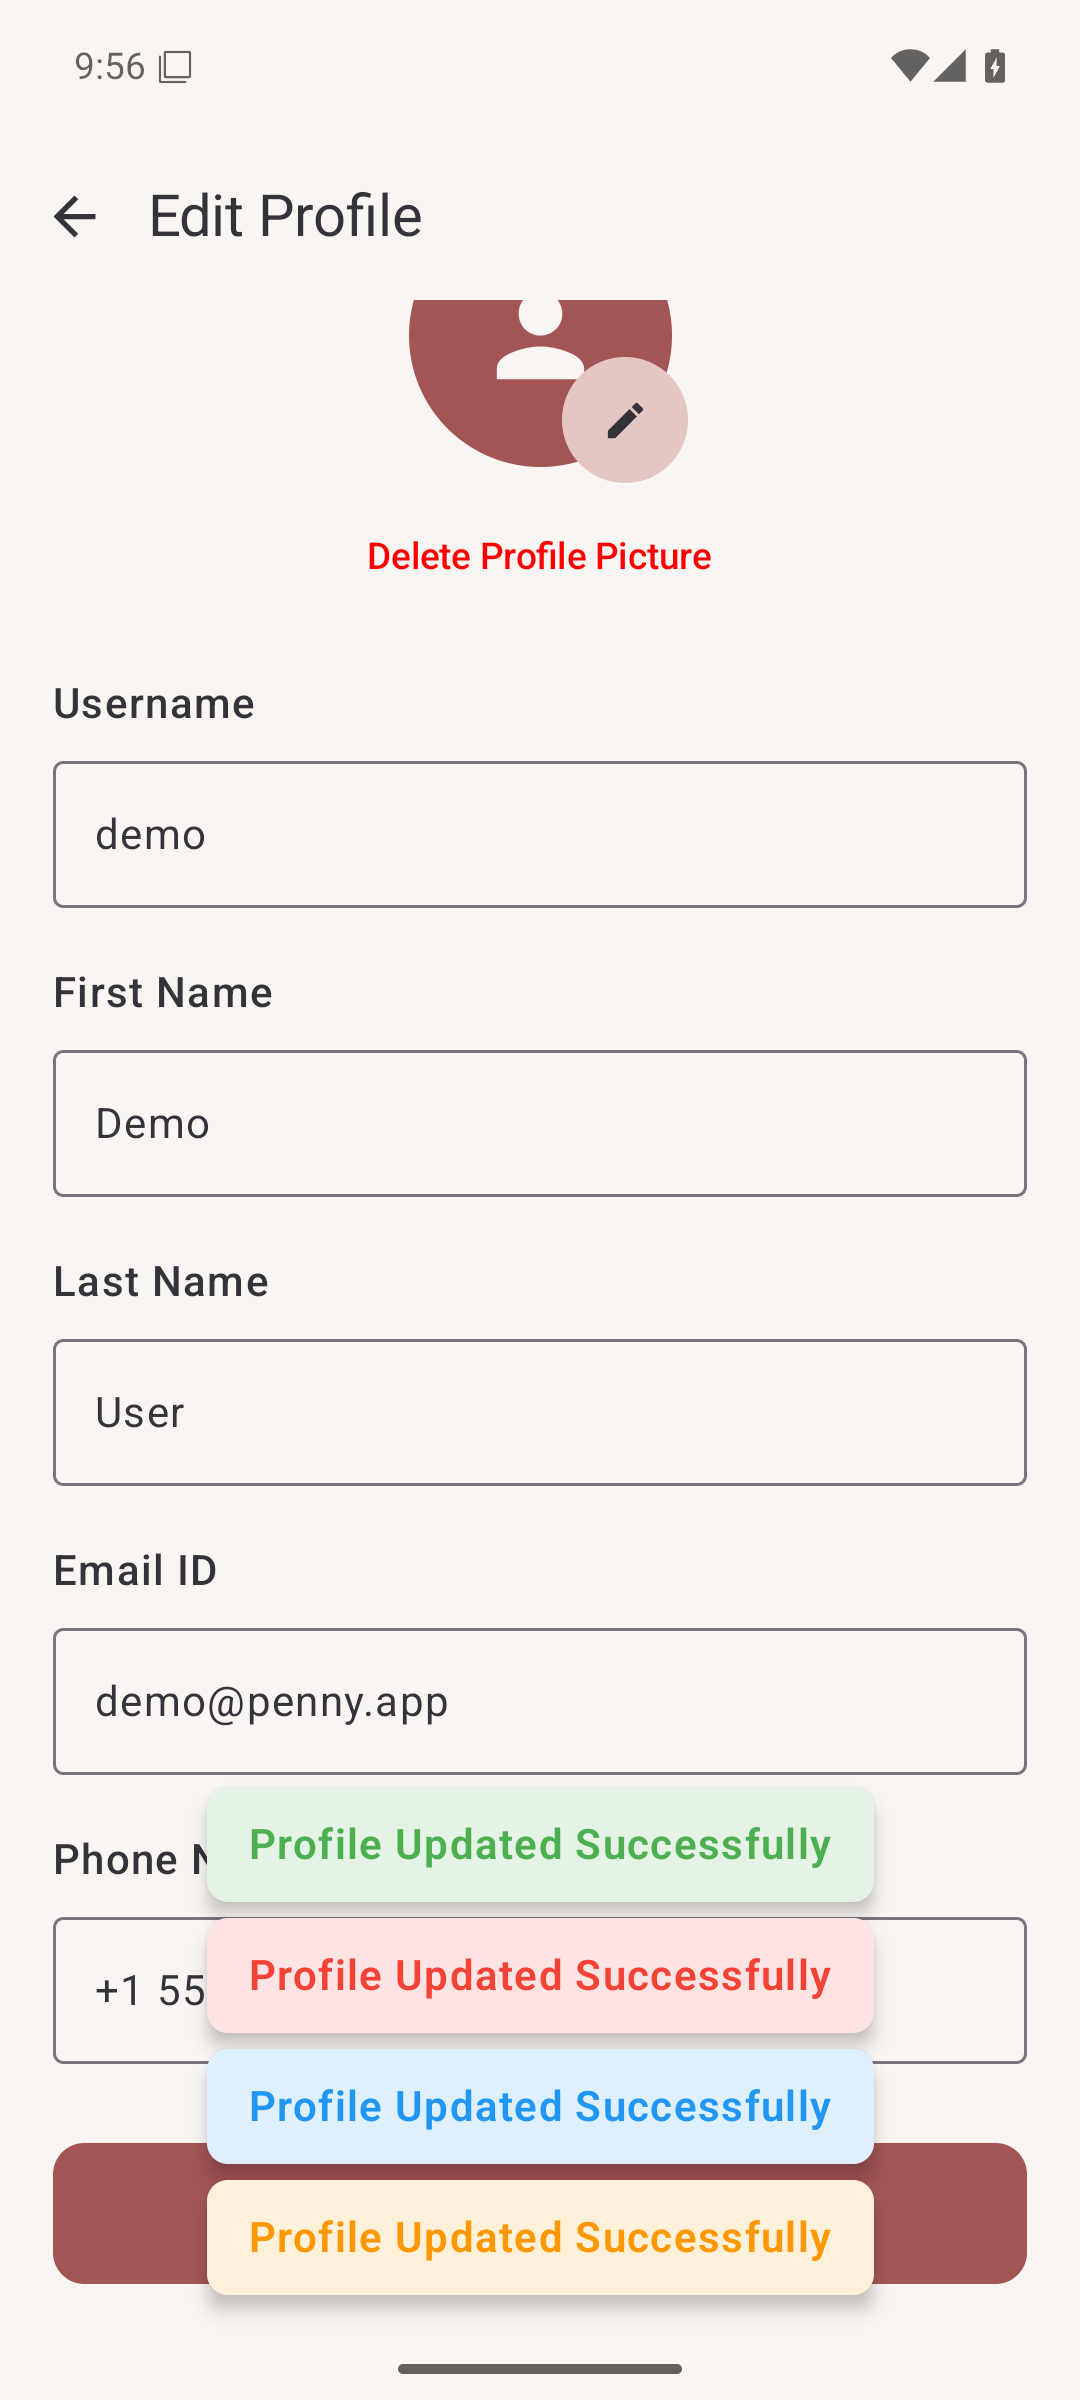 9:56
Edit Profile
Delete Profile Picture
Username
demo
First Name
Demo
Last Name
User
Email ID
demo@penny.app
Profile Updated Successfully
Phone
Profile Updated Successfully
+1 55
Profile Updated Successfully
Profile Updated Successfully